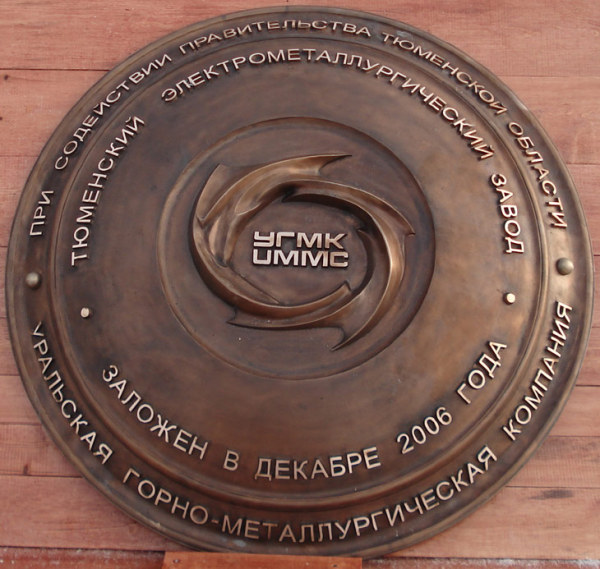 ПРИ СОДЕЙСТВИИ ПРАВИТЕЛЬСТВА ТЮМЕНСКОЙ ОБЛАСТИ
ТЮМЕНСКИЙ ЭЛЕКТРОМЕТАЛЛУРГИЧЕСКИЙ ЗАВОД
УГМК
UMMC
ЗАЛОЖЕН В ДЕКАБРЕ 2006 ГОДА
УРАЛЬСКАЯ ГОРНО-МЕТАЛЛУРГИЧЕСКАЯ КОМПАНИЯ